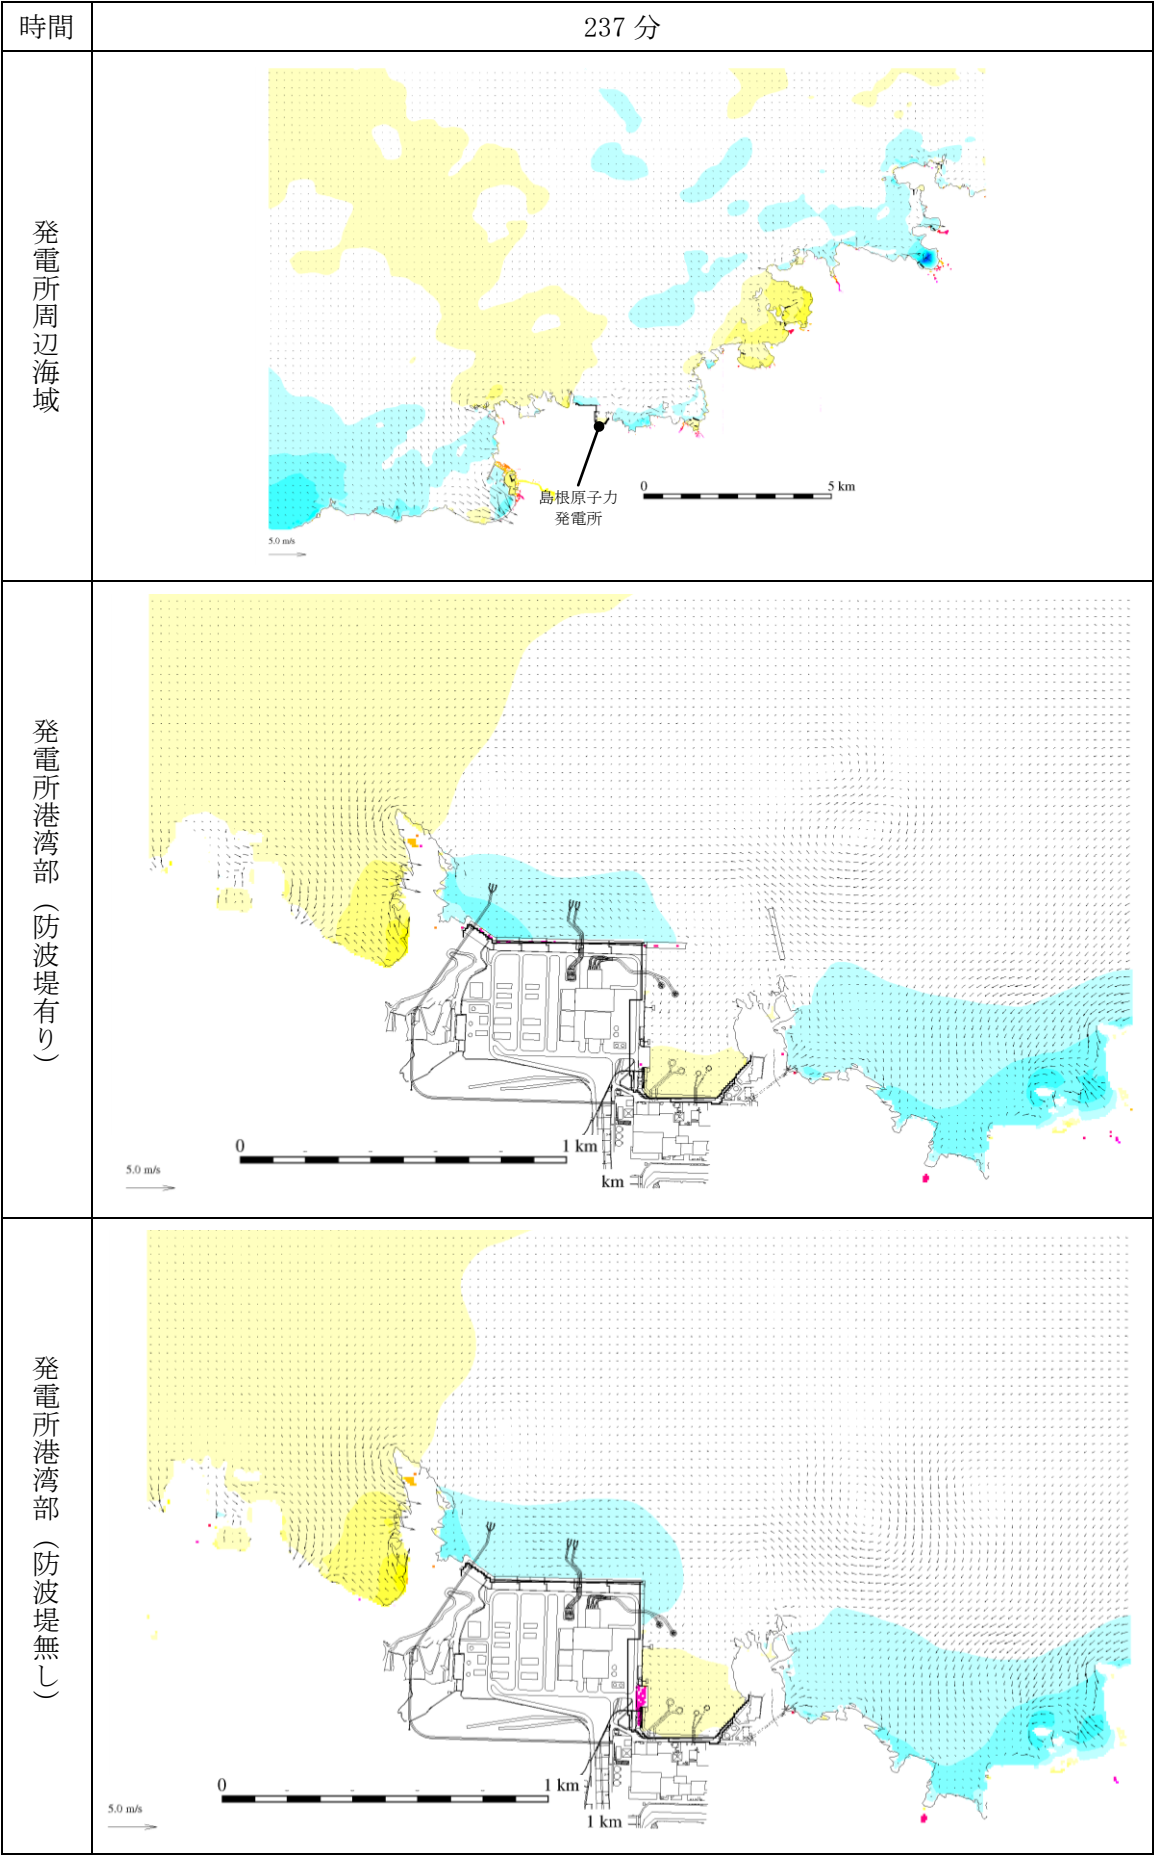 時間
237 分
発電所周辺海域
島根原子力
発電所
0
5 km
5.0 m/s
発電所港湾部（防波堤有り）
0
1 km
5.0 m/s
km
発電所港湾部（防波堤無し）
0
1 km
5.0 m/s
1 km